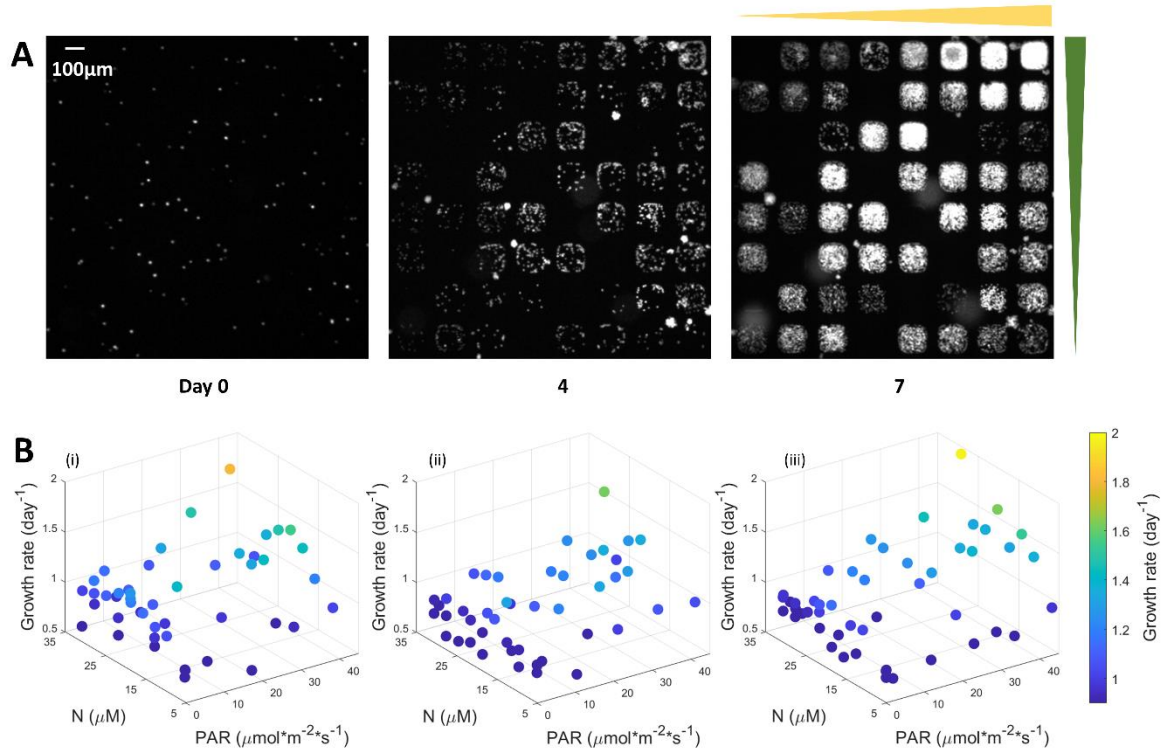 A
100μm
Day 0
4
7
B
(i)
(ii)
(iii)
Growth rate (day⁻¹)
2
1.5
1
0.5
35
25
15
5
N (μM)
0
10
20
30
40
PAR (μmol*m⁻²*s⁻¹)
Growth rate (day⁻¹)
2
1.5
1
0.5
35
25
15
5
N (μM)
0
10
20
30
40
PAR (μmol*m⁻²*s⁻¹)
Growth rate (day⁻¹)
2
1.5
1
0.5
35
25
15
5
N (μM)
0
10
20
30
40
PAR (μmol*m⁻²*s⁻¹)
2
1.8
1.6
1.4
1.2
1
Growth rate (day⁻¹)